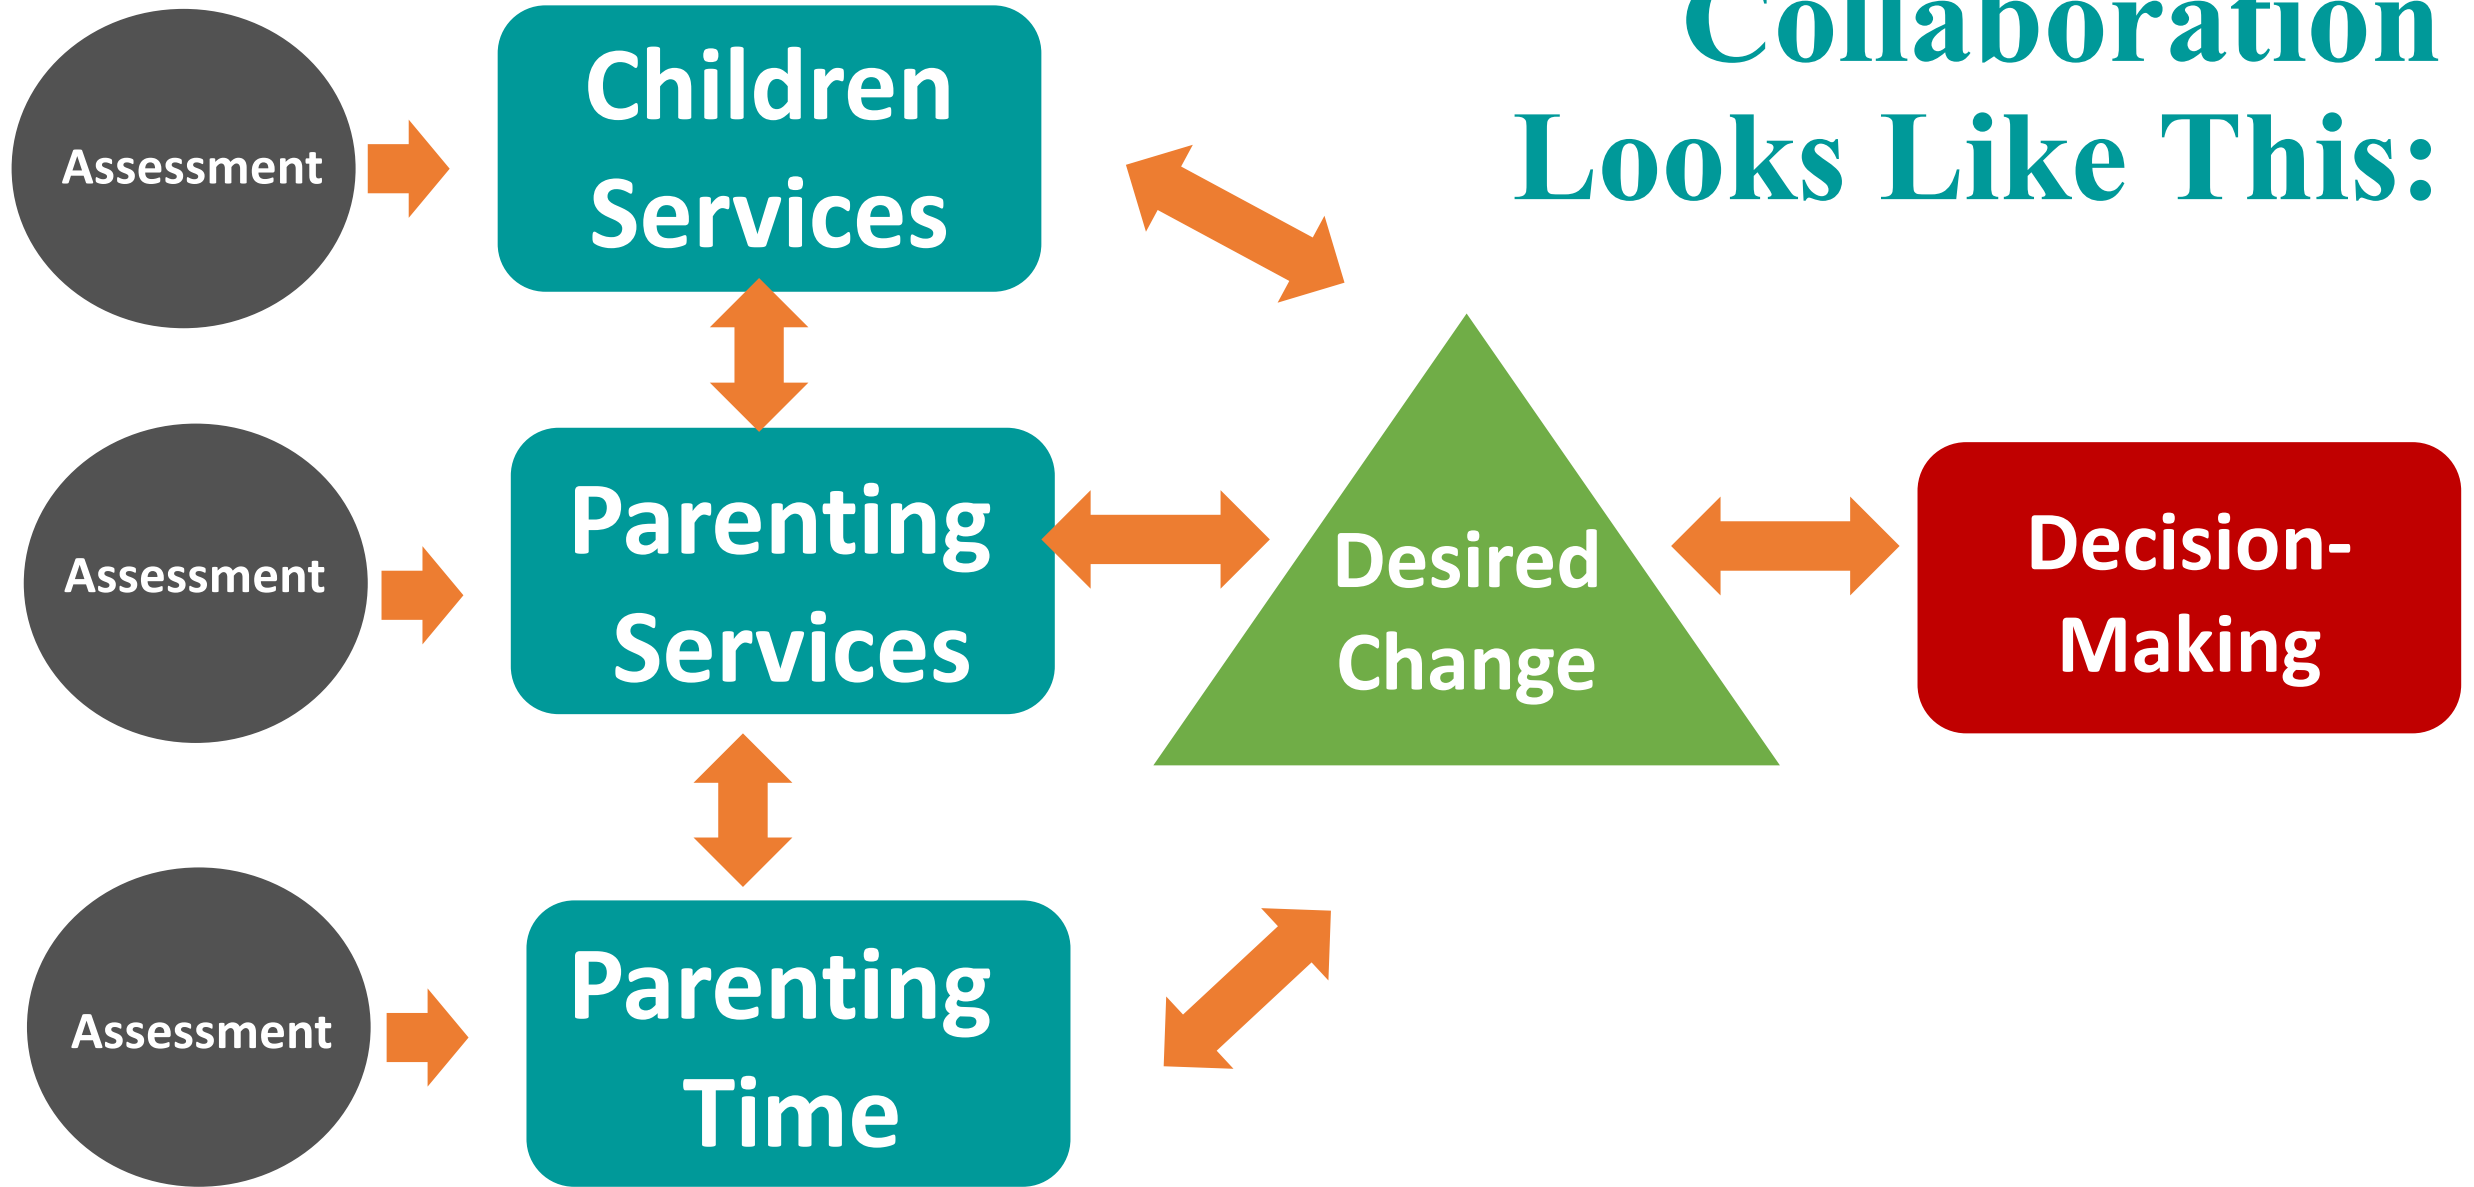 Collaboration
Looks Like This:
Assessment
Children
Services
Assessment
Parenting
Services
Desired
Change
Decision-
Making
Assessment
Parenting
Time